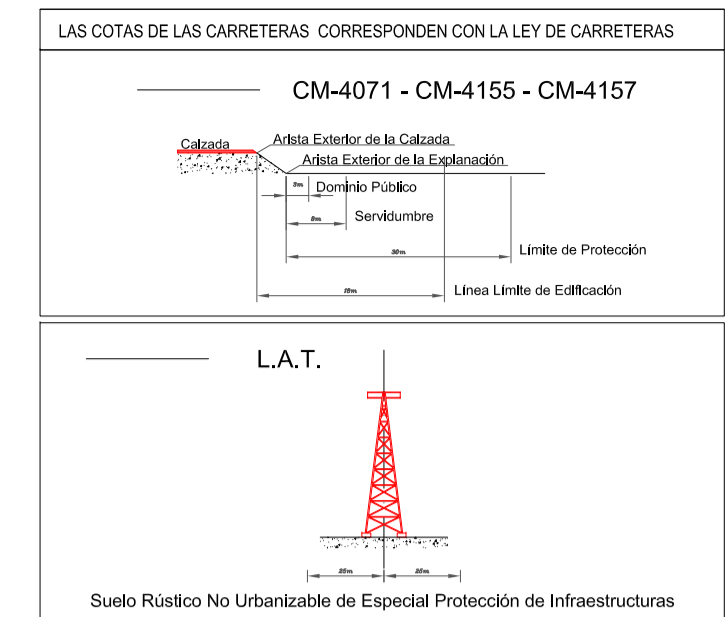 LAS COTAS DE LAS CARRETERAS CORRESPONDEN CON LA LEY DE CARRETERAS
CM-4071 - CM-4155 - CM-4157
Calzada
Arista Exterior de la Calzada
Arista Exterior de la Explanación
3m
Dominio Público
8m
Servidumbre
30m
Límite de Protección
18m
Línea Límite de Edificación
L.A.T.
25m
25m
Suelo Rústico No Urbanizable de Especial Protección de Infraestructuras